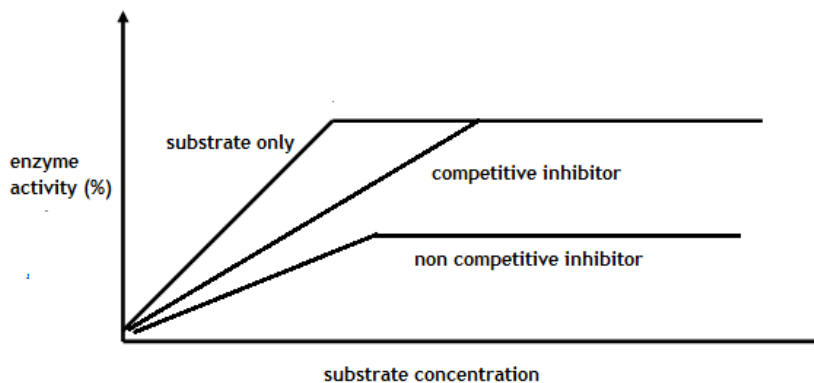 substrate only
enzyme
activity (%)
competitive inhibitor
non competitive inhibitor
substrate concentration